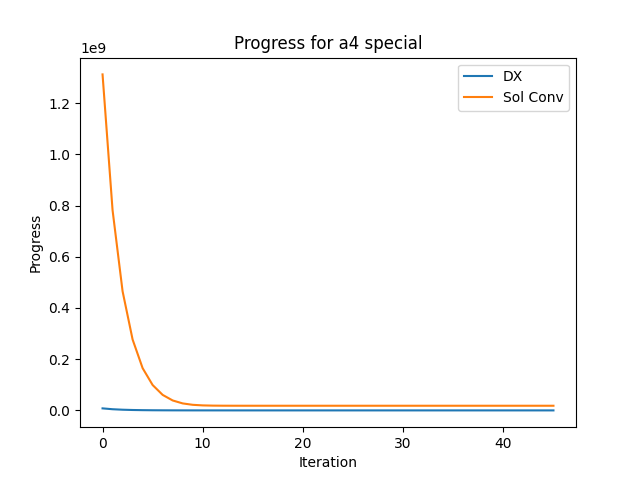 Progress for a4 special
1e9
DX
Sol Conv
1.2
1.0
0.8
0.6
0.4
0.2
0.0
Progress
0 10 20 30 40
Iteration